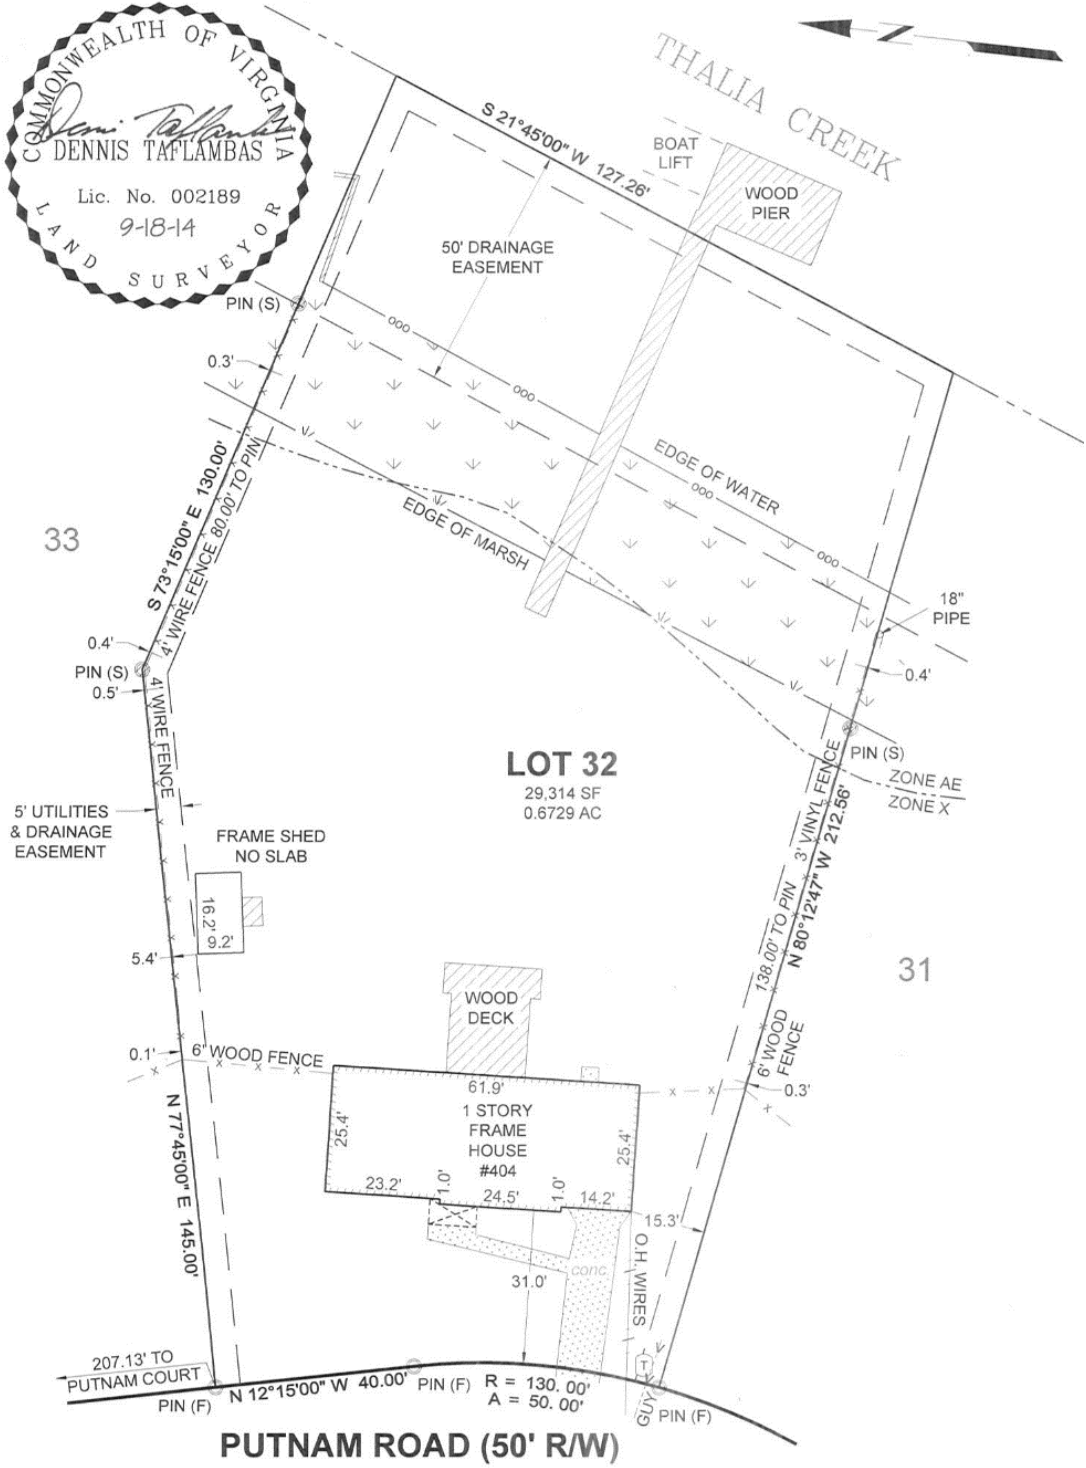 COMMONWEALTH OF VIRGINIA
Dennis Taflambas
DENNIS TAFLAMBAS
Lic. No. 002189
9-18-14
LAND SURVEYOR
N
THALIA CREEK
S 21°45'00" W 127.26'
BOAT
LIFT
WOOD
PIER
50' DRAINAGE
EASEMENT
PIN (S)
0.3'
S 73°15'00" E 130.00'
4' WIRE FENCE 80.00' TO PIN
33
EDGE OF WATER
EDGE OF MARSH
18"
PIPE
0.4'
PIN (S)
0.5'
4' WIRE FENCE
0.4'
PIN (S)
ZONE AE
ZONE X
LOT 32
29,314 SF
0.6729 AC
3' VINYL FENCE
N 80°12'47" W 212.56'
138.00' TO PIN
5' UTILITIES
& DRAINAGE
EASEMENT
FRAME SHED
NO SLAB
16.2'
9.2'
5.4'
31
WOOD
DECK
6' WOOD
FENCE
0.1'
6' WOOD FENCE
0.3'
61.9'
1 STORY
FRAME
HOUSE
#404
25.4'
25.4'
23.2'
1.0'
24.5'
1.0'
14.2'
15.3'
N 77°45'00" E 145.00'
31.0'
conc.
O.H. WIRES
207.13' TO
PUTNAM COURT
PIN (F)
N 12°15'00" W 40.00'
PIN (F)
R = 130.00'
A = 50.00'
T
GUY
PIN (F)
PUTNAM ROAD (50' R/W)